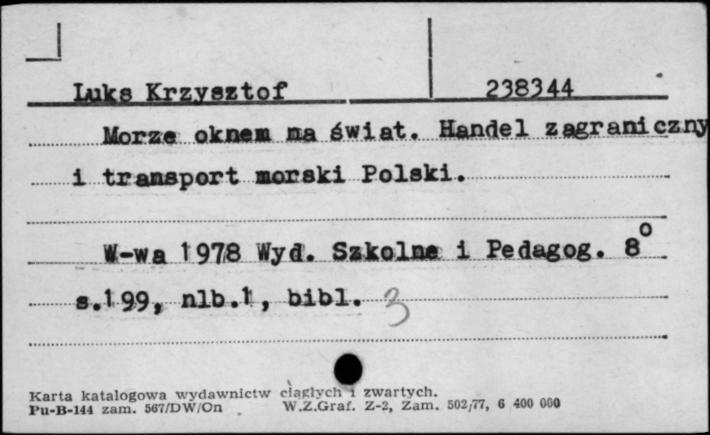 Luks Krzysztof 238344
Morze oknem na świat. Handel zagraniczny
i transport morski Polski.
W-wa 1978 Wyd. Szkolne i Pedagog. 8°
s.199, nlb.1, bibl. 3
Karta katalogowa wydawnictw ciągłych i zwartych.
Pu-B-144 zam. 567/DW/On W.Z.Graf. Z-2, Zam. 502/77, 6 400 000